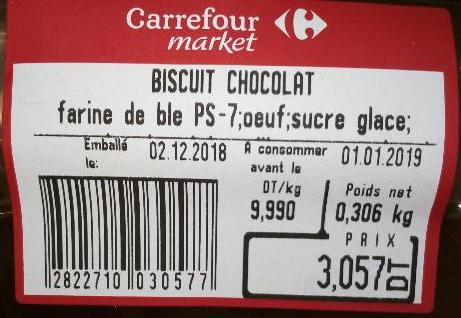 Carrefour
market
BISCUIT CHOCOLAT
farine de ble PS-7;oeuf;sucre glace;
Emballé le: 02.12.2018 A consommer avant le 01.01.2019
DT/kg Poids net
9,990 0,306 kg
PRIX
3,057 DT
2822710 030577